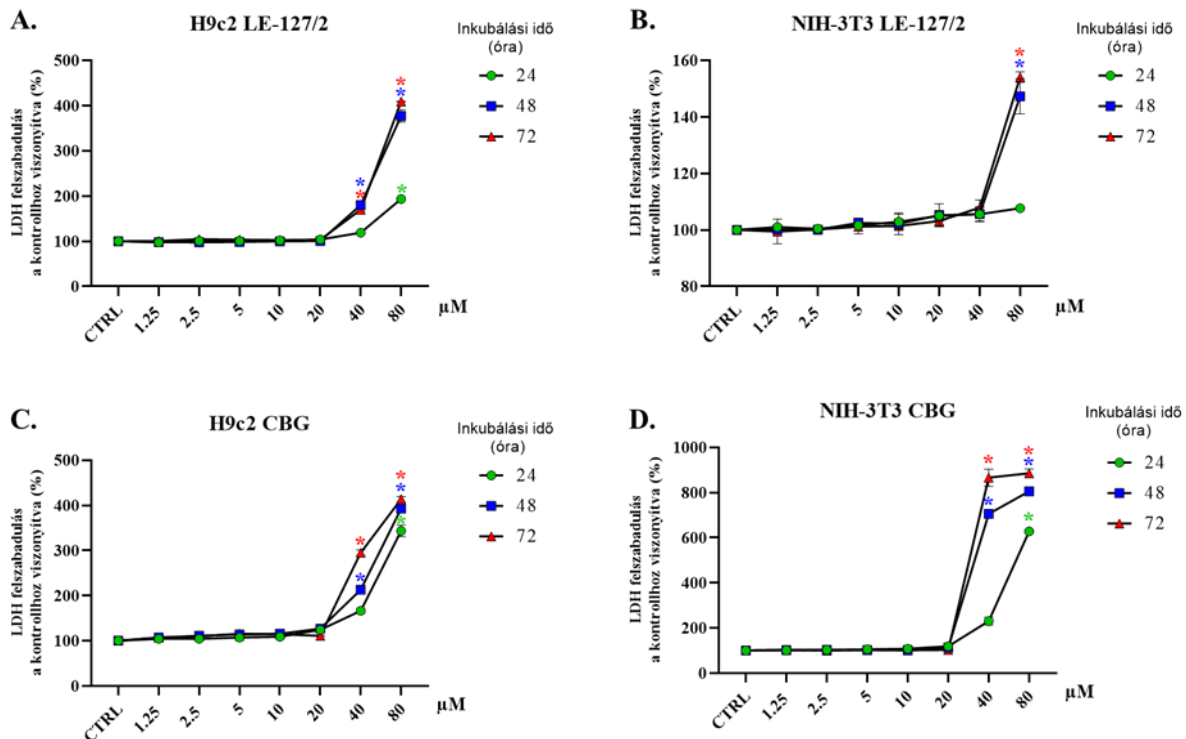 A.
H9c2 LE-127/2
LDH felszabadulás
a kontrollhoz viszonyítva (%)
500
400
300
200
100
0
* * * * *
CTRL 1.25 2.5 5 10 20 40 80
µM
Inkubálási idő
(óra)
24
48
72
B.
NIH-3T3 LE-127/2
LDH felszabadulás
a kontrollhoz viszonyítva (%)
160
140
120
100
80
* *
CTRL 1.25 2.5 5 10 20 40 80
µM
Inkubálási idő
(óra)
24
48
72
C.
H9c2 CBG
LDH felszabadulás
a kontrollhoz viszonyítva (%)
500
400
300
200
100
0
* * * * *
CTRL 1.25 2.5 5 10 20 40 80
µM
Inkubálási idő
(óra)
24
48
72
D.
NIH-3T3 CBG
LDH felszabadulás
a kontrollhoz viszonyítva (%)
1000
800
600
400
200
0
* * * * *
CTRL 1.25 2.5 5 10 20 40 80
µM
Inkubálási idő
(óra)
24
48
72